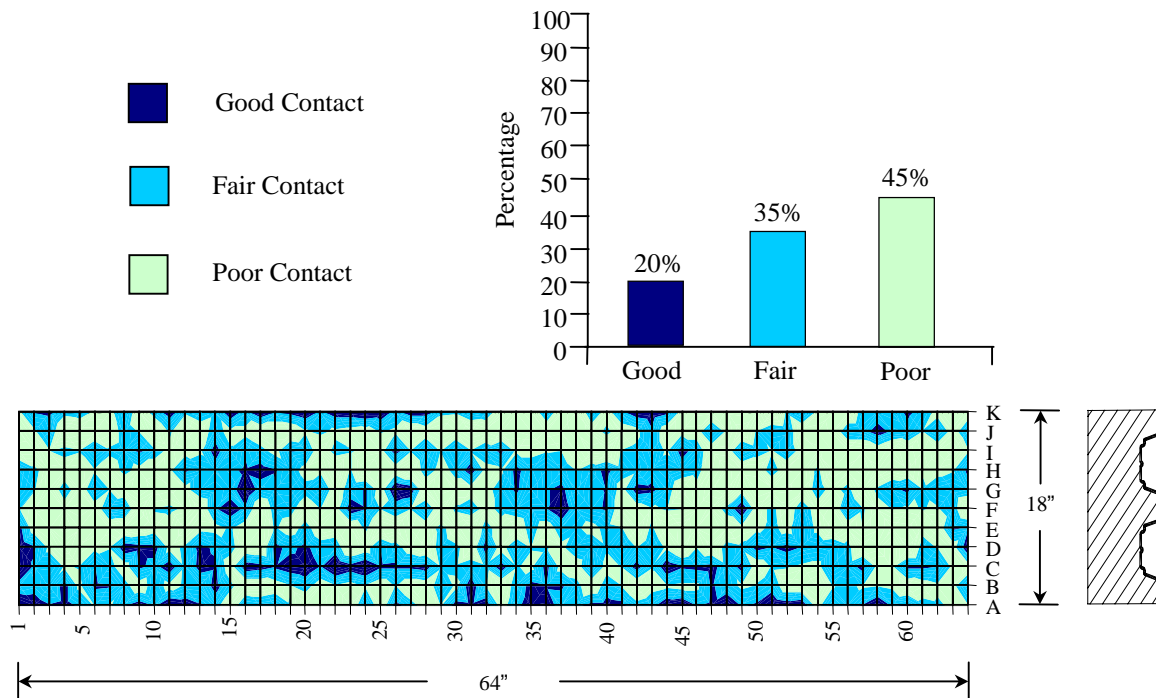 Good Contact
Fair Contact
Poor Contact
Percentage
100
90
80
70
60
50
40
30
20
10
0
20%
35%
45%
Good
Fair
Poor
K
J
I
H
G
F
E
D
C
B
A
1
5
10
15
20
25
30
35
40
45
50
55
60
18”
64”